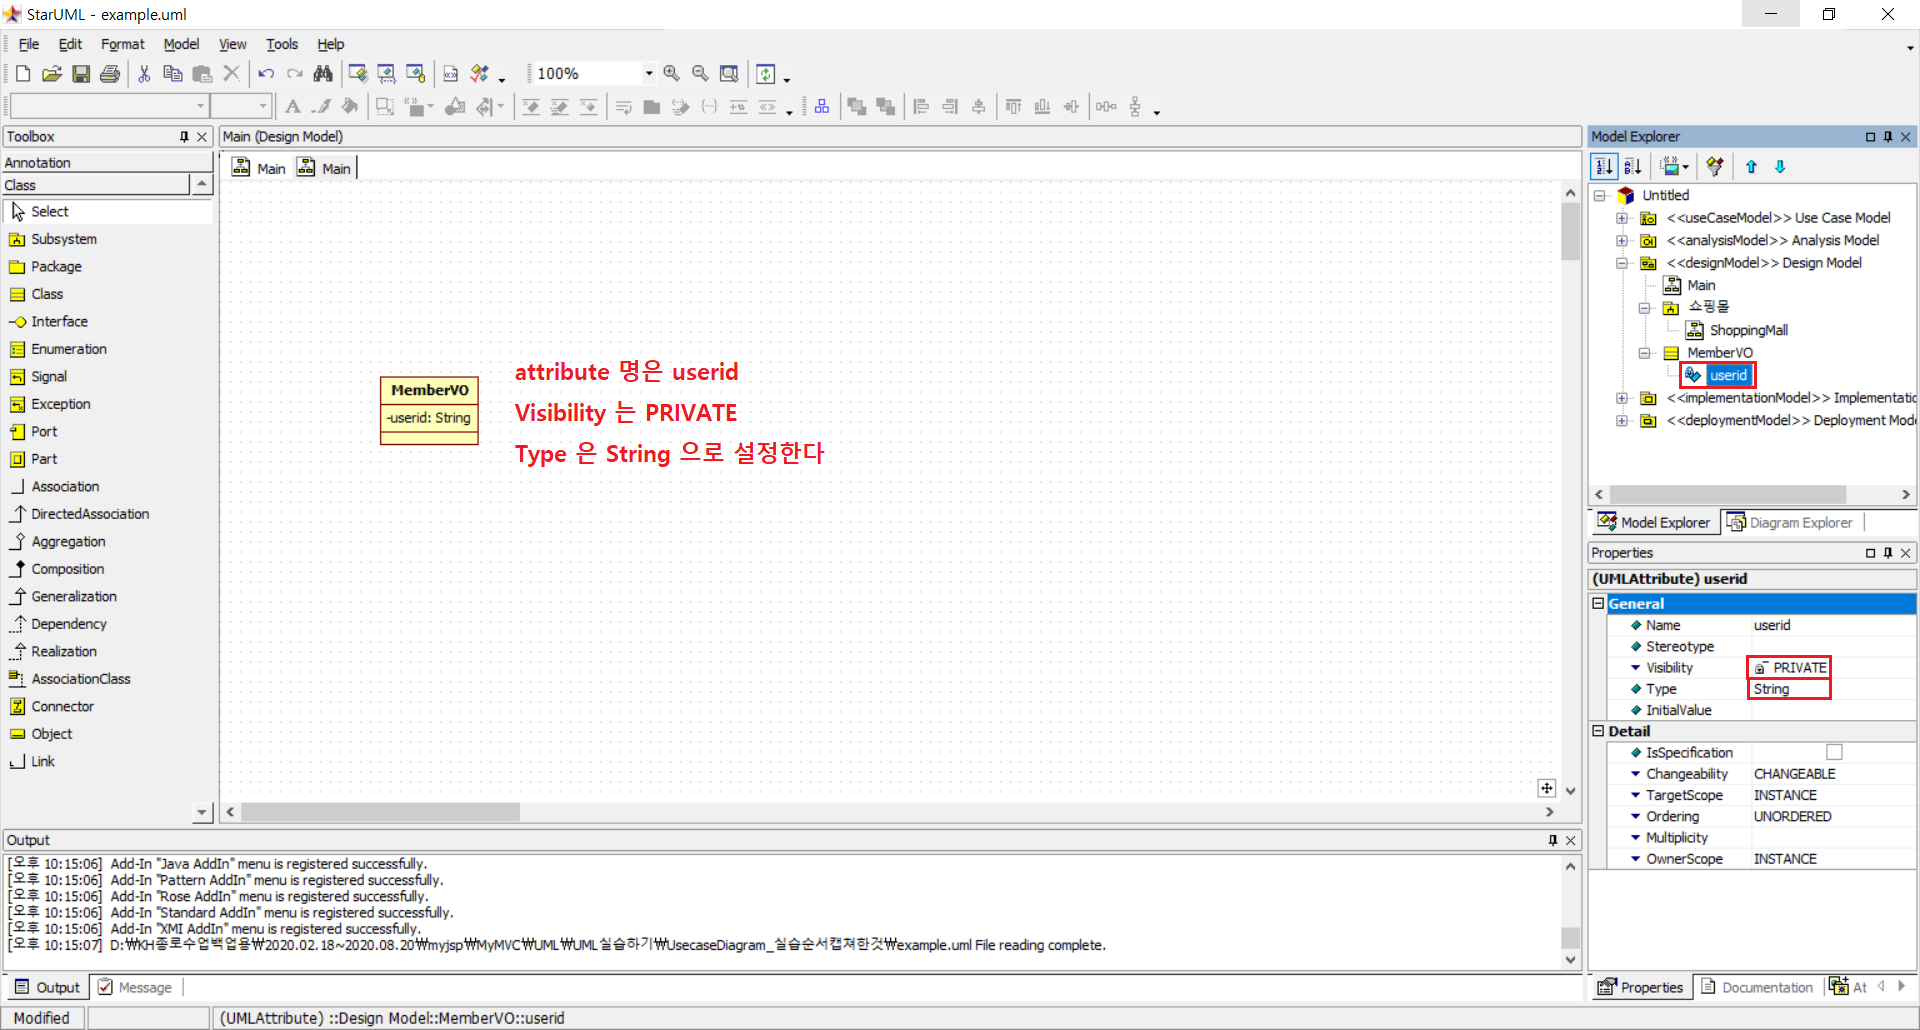 StarUML - example.uml
File Edit Format Model View Tools Help
100%
Toolbox
Annotation
Class
Select
Subsystem
Package
Class
Interface
Enumeration
Signal
Exception
Port
Part
Association
DirectedAssociation
Aggregation
Composition
Generalization
Dependency
Realization
AssociationClass
Connector
Object
Link
Main (Design Model)
Main Main
MemberVO
-userid: String
attribute 명은 userid
Visibility 는 PRIVATE
Type 은 String 으로 설정한다
Model Explorer
Untitled
<<useCaseModel>> Use Case Model
<<analysisModel>> Analysis Model
<<designModel>> Design Model
Main
쇼핑몰
ShoppingMall
MemberVO
userid
<<implementationModel>> Implementatio
<<deploymentModel>> Deployment Mode
Model Explorer Diagram Explorer
Properties
(UMLAttribute) userid
General
Name userid
Stereotype
Visibility PRIVATE
Type String
InitialValue
Detail
IsSpecification
Changeability CHANGEABLE
TargetScope INSTANCE
Ordering UNORDERED
Multiplicity
OwnerScope INSTANCE
Properties Documentation At
Output
[오후 10:15:06] Add-In "Java AddIn" menu is registered successfully.
[오후 10:15:06] Add-In "Pattern AddIn" menu is registered successfully.
[오후 10:15:06] Add-In "Rose AddIn" menu is registered successfully.
[오후 10:15:06] Add-In "Standard AddIn" menu is registered successfully.
[오후 10:15:06] Add-In "XMI AddIn" menu is registered successfully.
[오후 10:15:07] D:₩KH종로수업백업용₩2020.02.18~2020.08.20₩myjsp₩MyMVC₩UML₩UML실습하기₩UsecaseDiagram_실습순서캡쳐한것₩example.uml File reading complete.
Output Message
Modified
(UMLAttribute) ::Design Model::MemberVO::userid